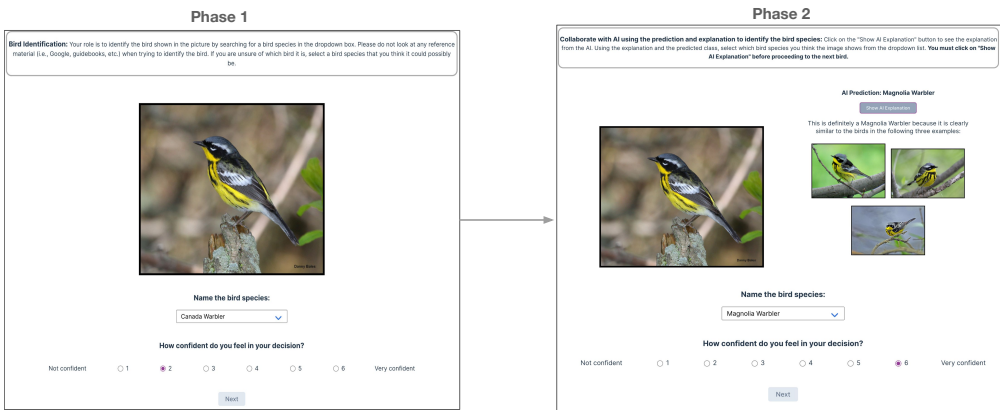 Phase 1
Bird Identification: Your role is to identify the bird shown in the picture by searching for a bird species in the dropdown box. Please do not look at any reference
material (i.e., Google, guidebooks, etc.) when trying to identify the bird. If you are unsure of which bird it is, select a bird species that you think it could possibly
be.
Name the bird species:
Canada Warbler
How confident do you feel in your decision?
Not confident 1 2 3 4 5 6 Very confident
Next
Phase 2
Collaborate with AI using the prediction and explanation to identify the bird species: Click on the "Show AI Explanation" button to see the explanation
from the AI. Using the explanation and the predicted class, select which bird species you think the image shows from the dropdown list. You must click on "Show
AI Explanation" before proceeding to the next bird.
AI Prediction: Magnolia Warbler
Show AI Explanation
This is definitely a Magnolia Warbler because it is clearly
similar to the birds in the following three examples:
Name the bird species:
Magnolia Warbler
How confident do you feel in your decision?
Not confident 1 2 3 4 5 6 Very confident
Next